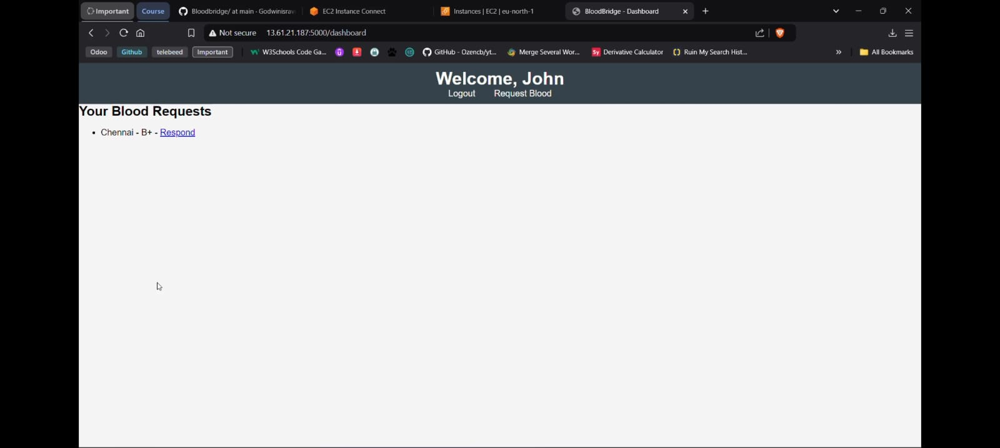 Important
Course
Bloodbridge/ at main · Godwinisrav
EC2 Instance Connect
Instances | EC2 | eu-north-1
BloodBridge - Dashboard
Not secure 13.61.21.187:5000/dashboard
Odoo
Github
telebeed
Important
W3Schools Code Ga...
GitHub - Ozencb/yt...
Merge Several Wor...
Sy Derivative Calculator
Ruin My Search Hist...
»
All Bookmarks
Welcome, John
Logout Request Blood
Your Blood Requests
• Chennai - B+ - Respond